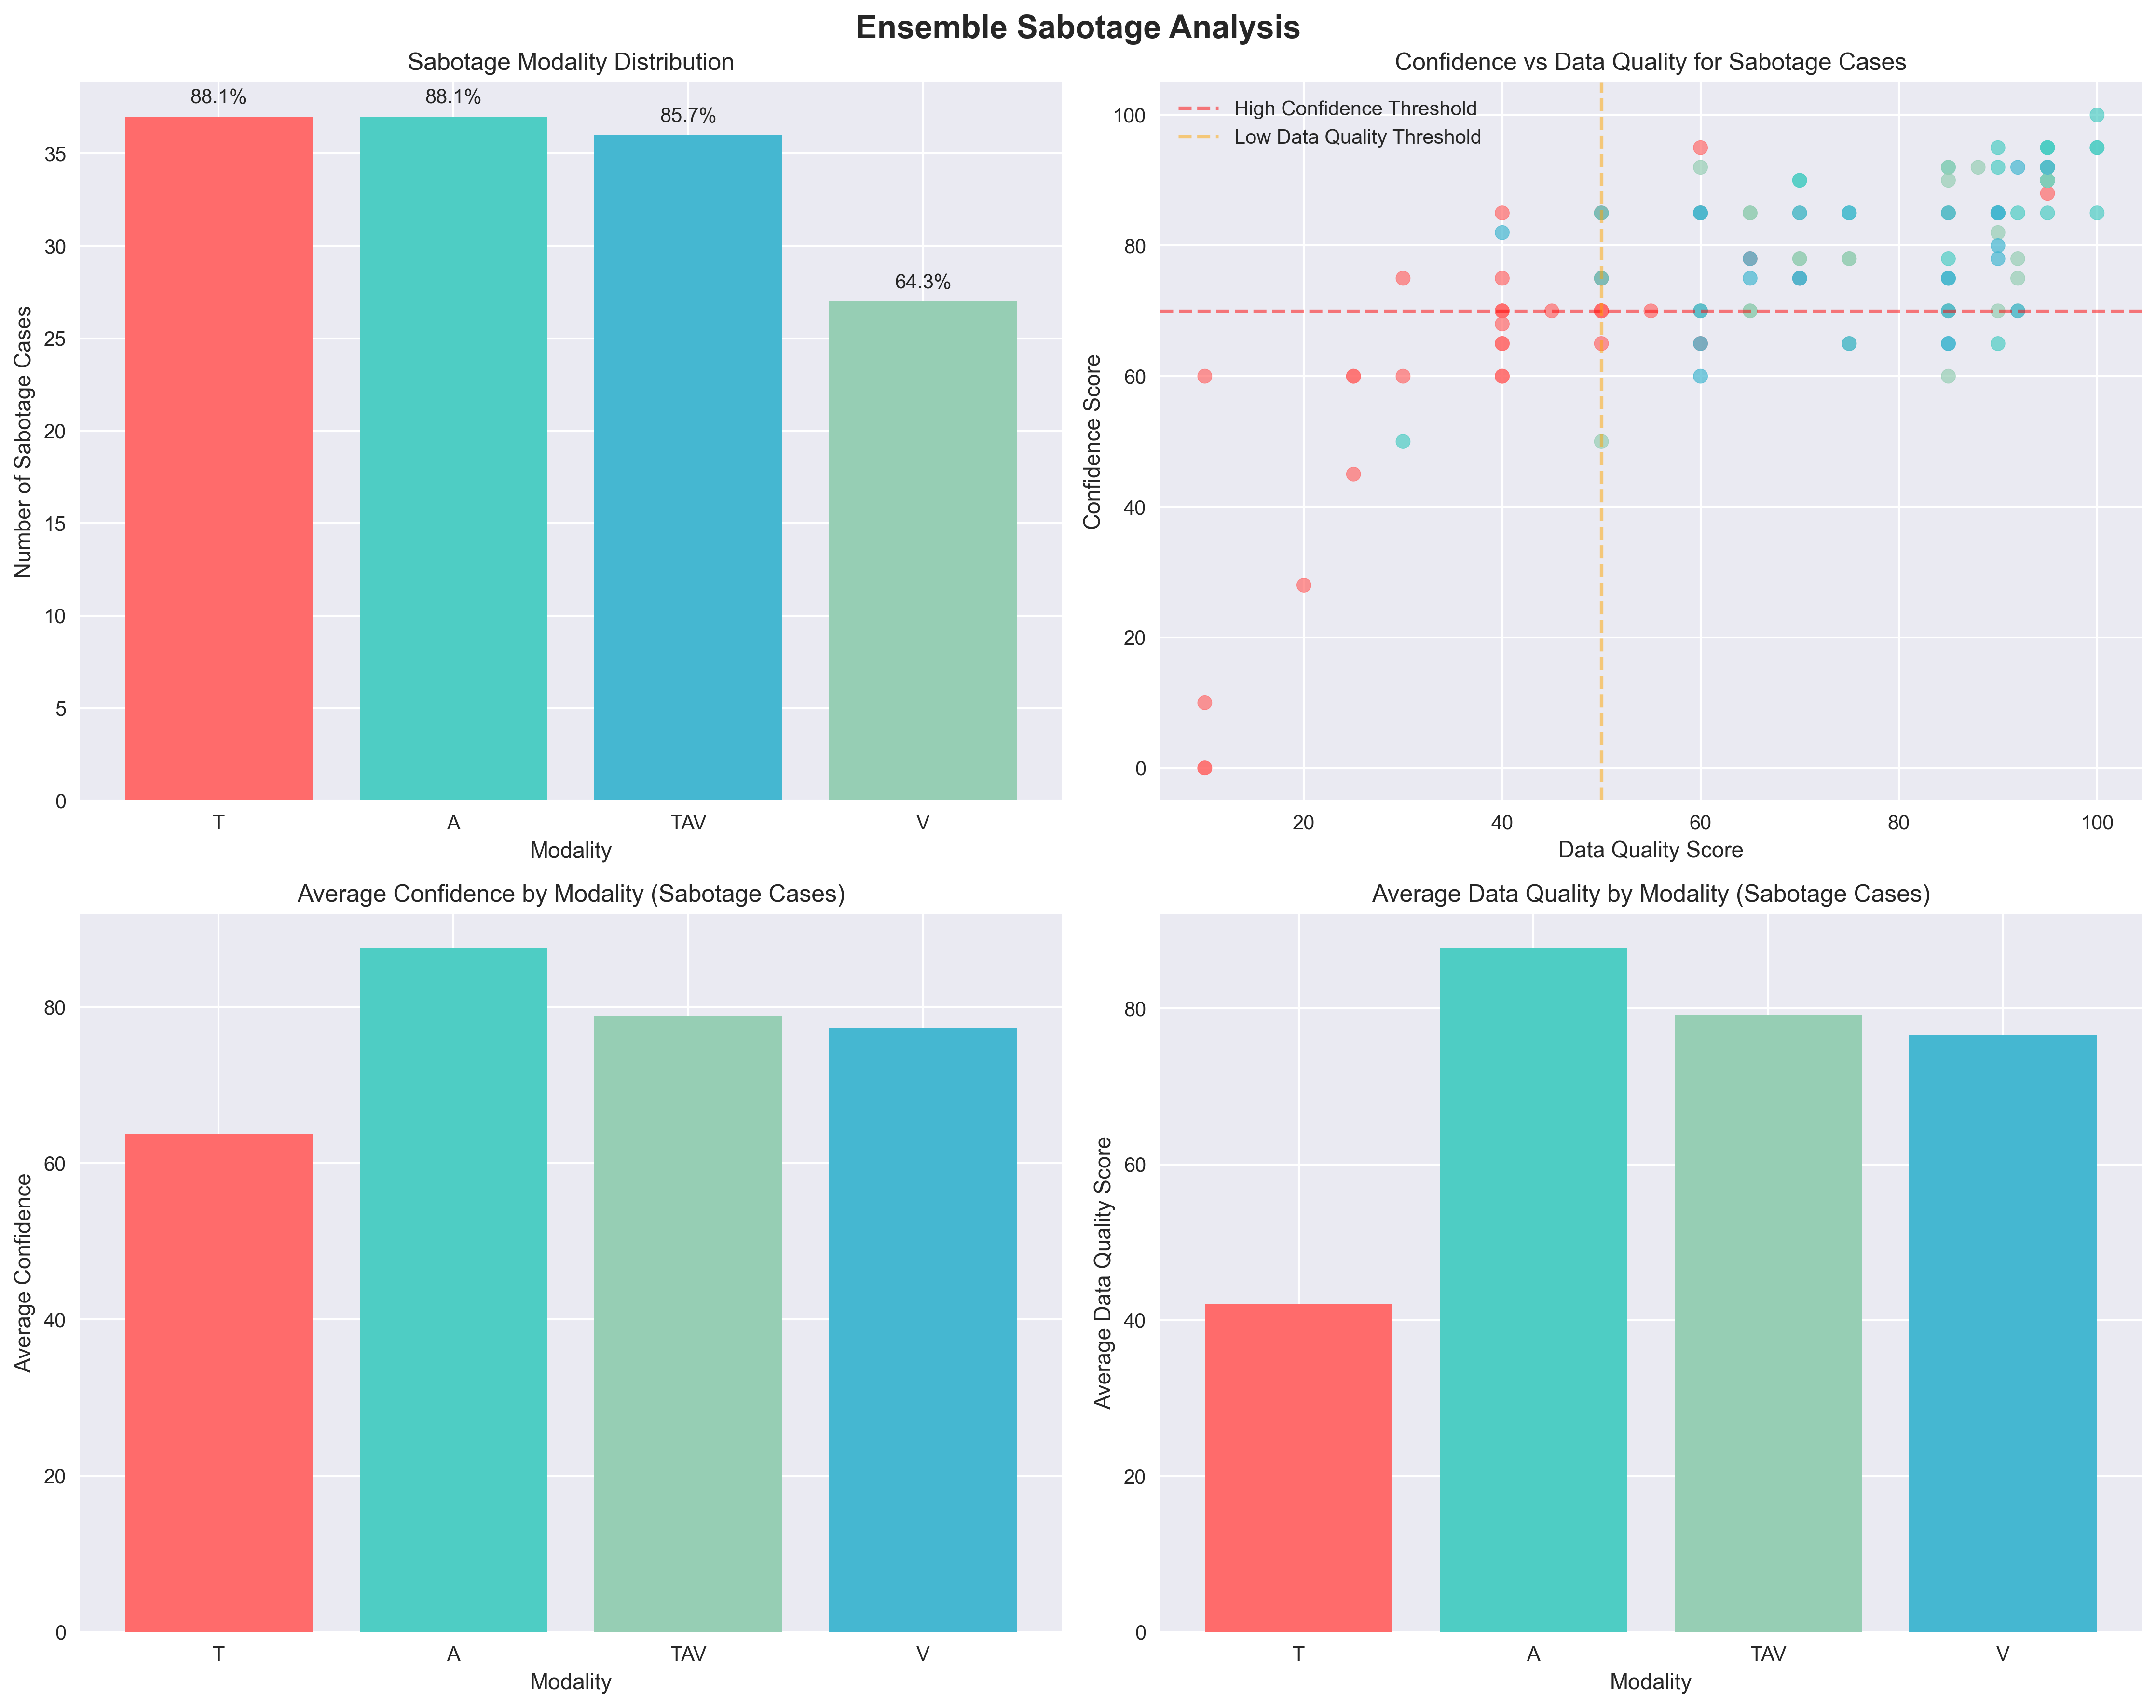 Ensemble Sabotage Analysis
Sabotage Modality Distribution
88.1%
88.1%
85.7%
64.3%
Number of Sabotage Cases
35
30
25
20
15
10
5
0
T
A
TAV
V
Modality
Confidence vs Data Quality for Sabotage Cases
High Confidence Threshold
Low Data Quality Threshold
Confidence Score
100
80
60
40
20
0
20
40
60
80
100
Data Quality Score
Average Confidence by Modality (Sabotage Cases)
Average Confidence
80
60
40
20
0
T
A
TAV
V
Modality
Average Data Quality by Modality (Sabotage Cases)
Average Data Quality Score
80
60
40
20
0
T
A
TAV
V
Modality